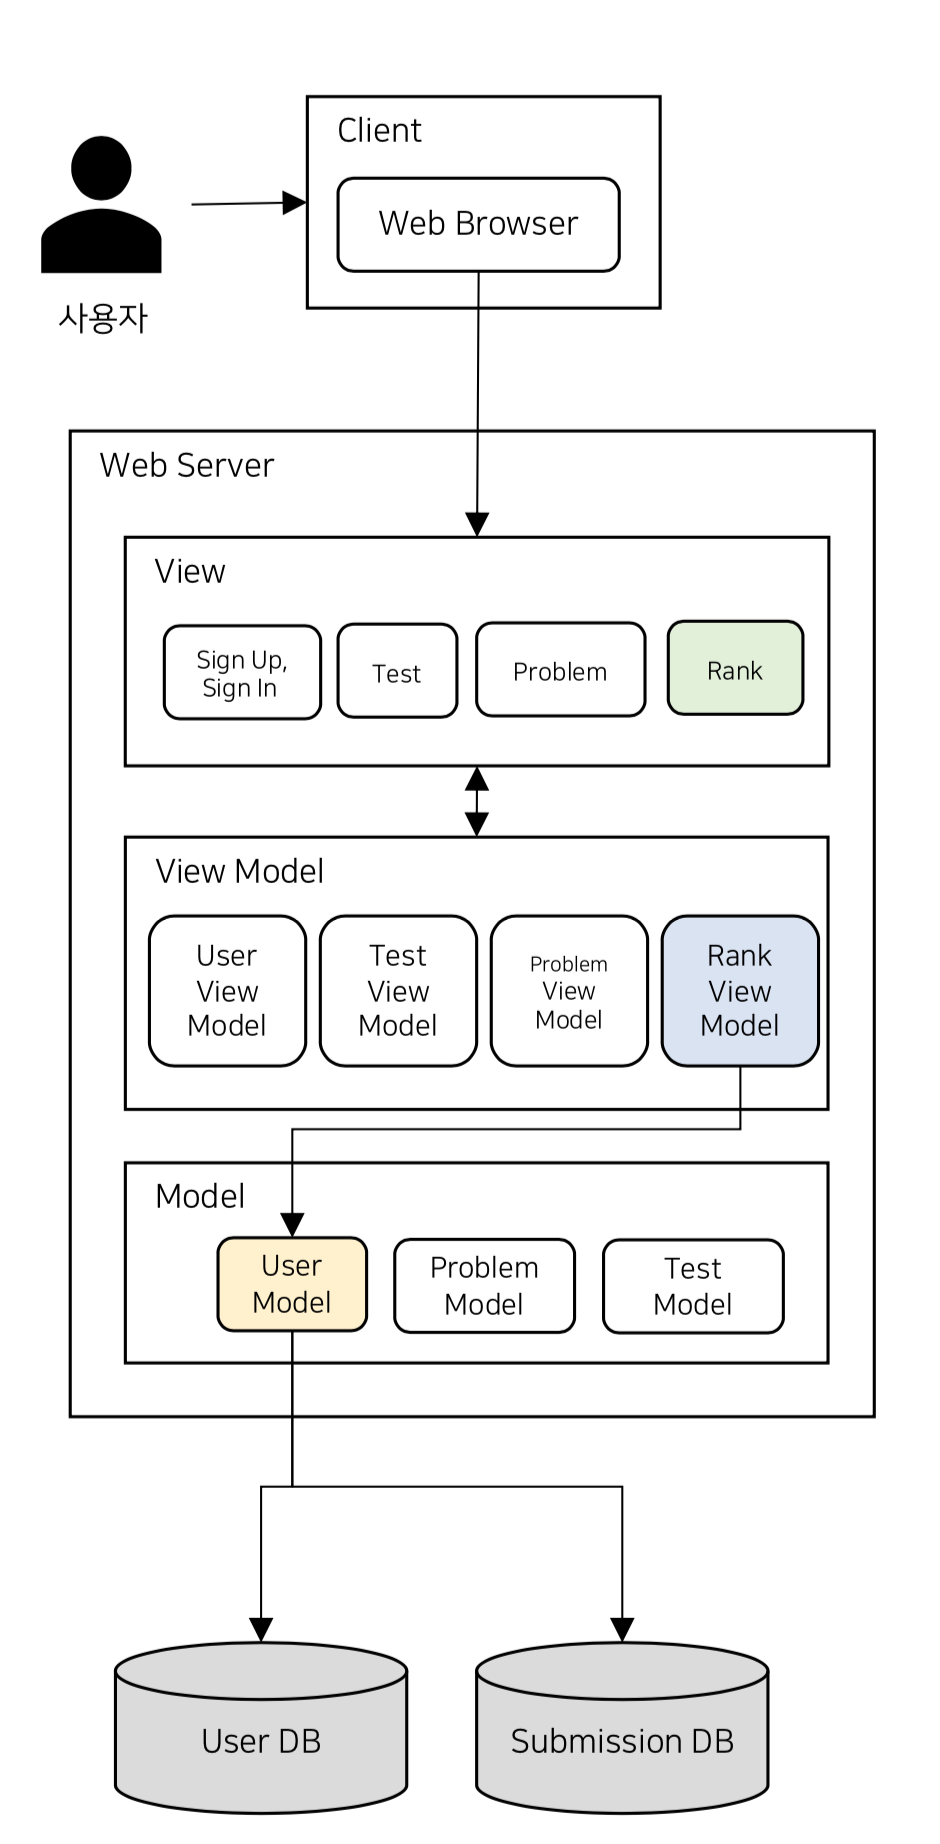 Client
Web Browser
사용자
Web Server
View
Sign Up,
Sign In
Test
Problem
Rank
View Model
User
View
Model
Test
View
Model
Problem
View
Model
Rank
View
Model
Model
User
Model
Problem
Model
Test
Model
User DB
Submission DB